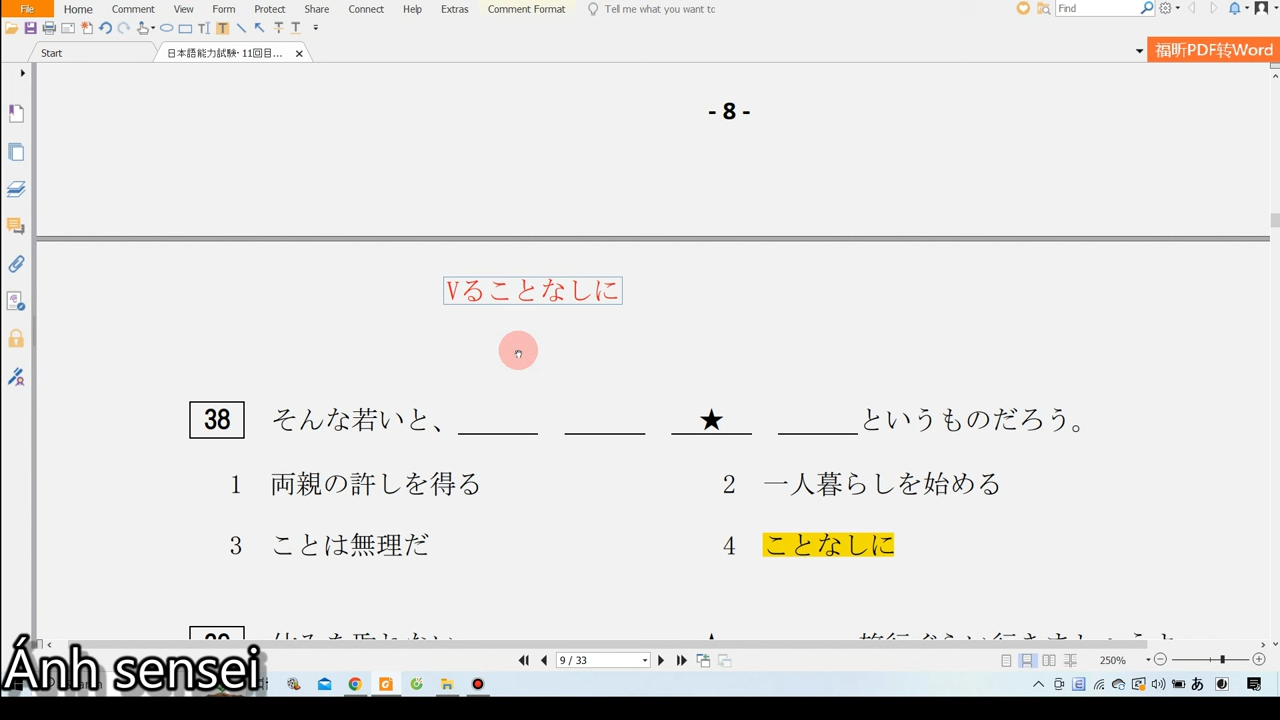 File Home Comment View Form Protect Share Connect Help Extras Comment Format Tell me what you want to Find
Start 日本語能力試験・11回目... 福昕PDF转Word
- 8 -
Vることなしに
38 そんな若いと、 ★ というものだろう。
1 両親の許しを得る 2 一人暮らしを始める
3 ことは無理だ 4 ことなしに
9 / 33 250%
Ánh sensei